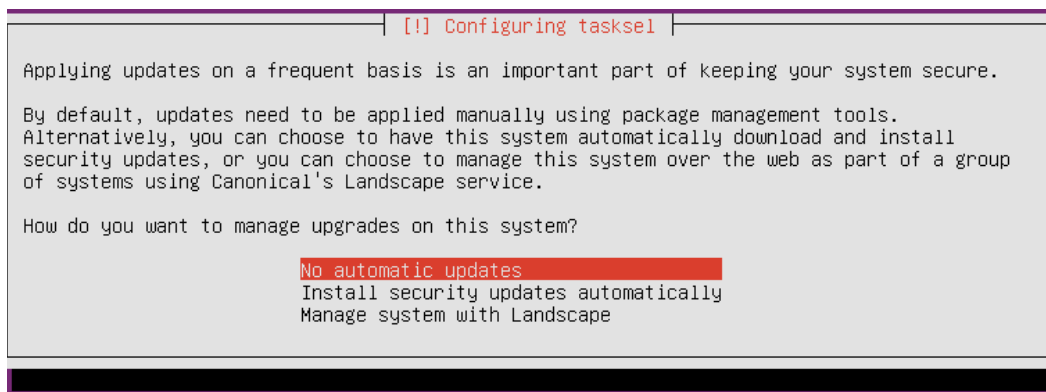 [!] Configuring tasksel
Applying updates on a frequent basis is an important part of keeping your system secure.
By default, updates need to be applied manually using package management tools.
Alternatively, you can choose to have this system automatically download and install
security updates, or you can choose to manage this system over the web as part of a group
of systems using Canonical's Landscape service.
How do you want to manage upgrades on this system?
No automatic updates
Install security updates automatically
Manage system with Landscape